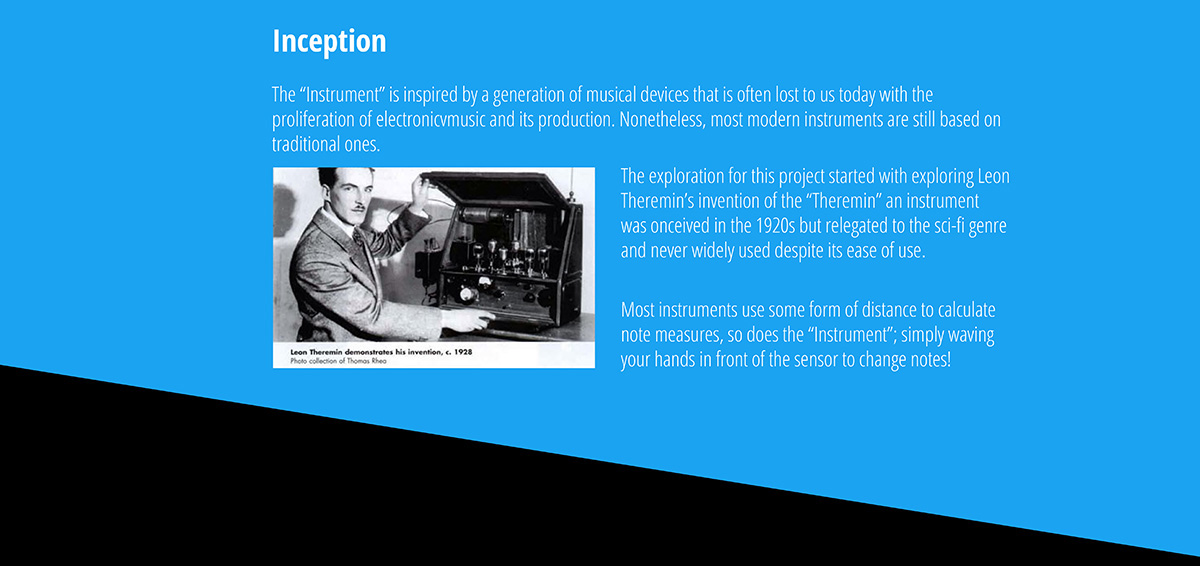 Inception
The “Instrument” is inspired by a generation of musical devices that is often lost to us today with the
proliferation of electronicvmusic and its production. Nonetheless, most modern instruments are still based on
traditional ones.
The exploration for this project started with exploring Leon
Theremin’s invention of the “Theremin” an instrument
was onceived in the 1920s but relegated to the sci-fi genre
and never widely used despite its ease of use.
Most instruments use some form of distance to calculate
note measures, so does the “Instrument”; simply waving
your hands in front of the sensor to change notes!
Leon Theremin demonstrates his invention, c. 1928
Photo collection of Thomas Rhea